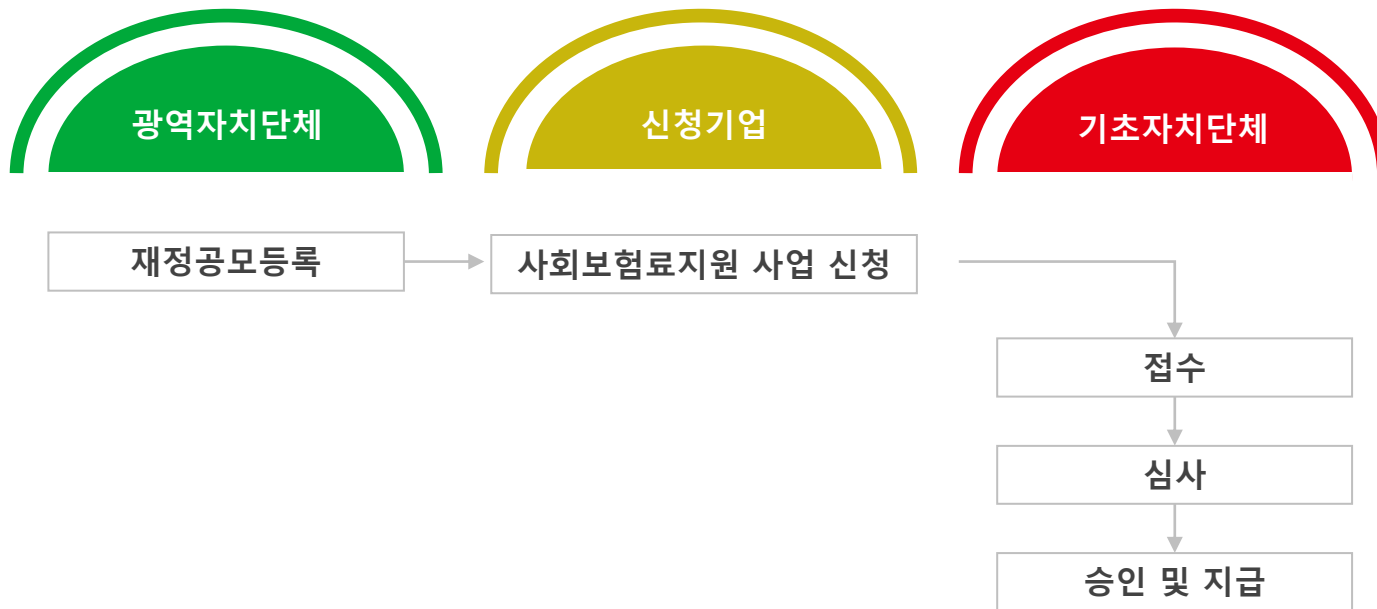 광역자치단체
신청기업
기초자치단체
재정공모등록
사회보험료지원 사업 신청
접수
심사
승인 및 지급